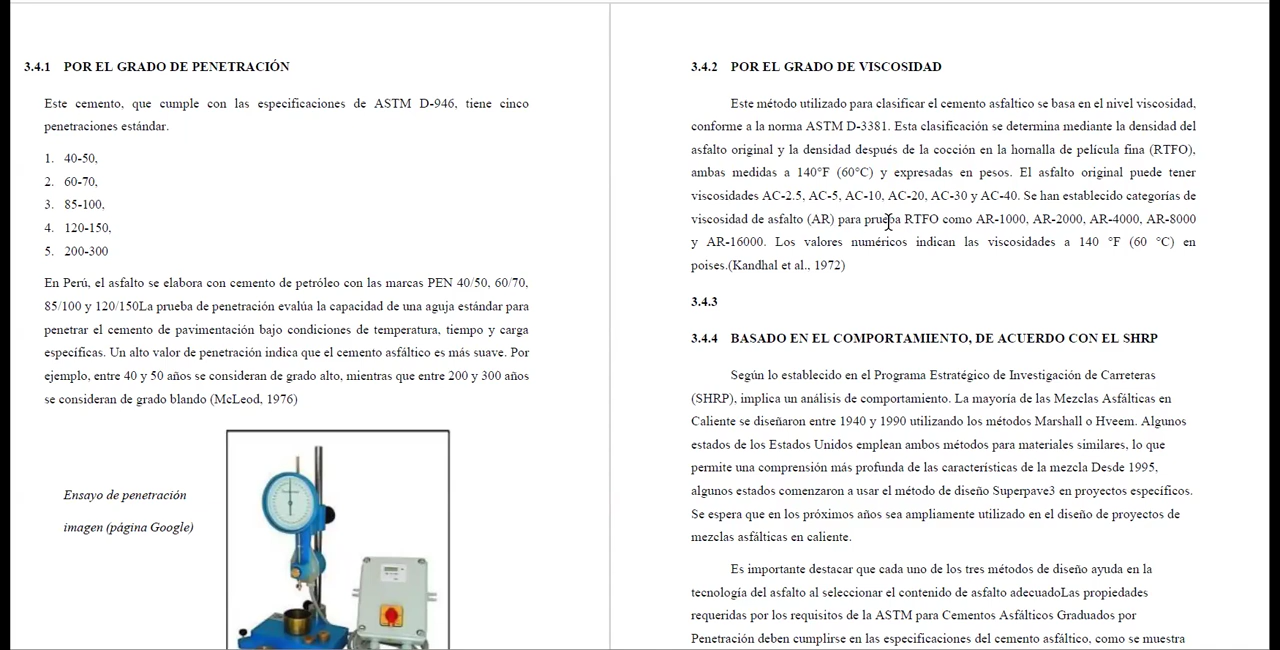 3.4.1 POR EL GRADO DE PENETRACIÓN
Este cemento, que cumple con las especificaciones de ASTM D-946, tiene cinco
penetraciones estándar.
1. 40-50,
2. 60-70,
3. 85-100,
4. 120-150,
5. 200-300
En Perú, el asfalto se elabora con cemento de petróleo con las marcas PEN 40/50, 60/70,
85/100 y 120/150La prueba de penetración evalúa la capacidad de una aguja estándar para
penetrar el cemento de pavimentación bajo condiciones de temperatura, tiempo y carga
específicas. Un alto valor de penetración indica que el cemento asfáltico es más suave. Por
ejemplo, entre 40 y 50 años se consideran de grado alto, mientras que entre 200 y 300 años
se consideran de grado blando (McLeod, 1976)
Ensayo de penetración
imagen (página Google)
3.4.2 POR EL GRADO DE VISCOSIDAD
Este método utilizado para clasificar el cemento asfaltico se basa en el nivel viscosidad,
conforme a la norma ASTM D-3381. Esta clasificación se determina mediante la densidad del
asfalto original y la densidad después de la cocción en la hornalla de película fina (RTFO),
ambas medidas a 140°F (60°C) y expresadas en pesos. El asfalto original puede tener
viscosidades AC-2.5, AC-5, AC-10, AC-20, AC-30 y AC-40. Se han establecido categorías de
viscosidad de asfalto (AR) para prueba RTFO como AR-1000, AR-2000, AR-4000, AR-8000
y AR-16000. Los valores numéricos indican las viscosidades a 140 °F (60 °C) en
poises.(Kandhal et al., 1972)
3.4.3
3.4.4 BASADO EN EL COMPORTAMIENTO, DE ACUERDO CON EL SHRP
Según lo establecido en el Programa Estratégico de Investigación de Carreteras
(SHRP), implica un análisis de comportamiento. La mayoría de las Mezclas Asfálticas en
Caliente se diseñaron entre 1940 y 1990 utilizando los métodos Marshall o Hveem. Algunos
estados de los Estados Unidos emplean ambos métodos para materiales similares, lo que
permite una comprensión más profunda de las características de la mezcla Desde 1995,
algunos estados comenzaron a usar el método de diseño Superpave3 en proyectos específicos.
Se espera que en los próximos años sea ampliamente utilizado en el diseño de proyectos de
mezclas asfálticas en caliente.
Es importante destacar que cada uno de los tres métodos de diseño ayuda en la
tecnología del asfalto al seleccionar el contenido de asfalto adecuadoLas propiedades
requeridas por los requisitos de la ASTM para Cementos Asfálticos Graduados por
Penetración deben cumplirse en las especificaciones del cemento asfáltico, como se muestra